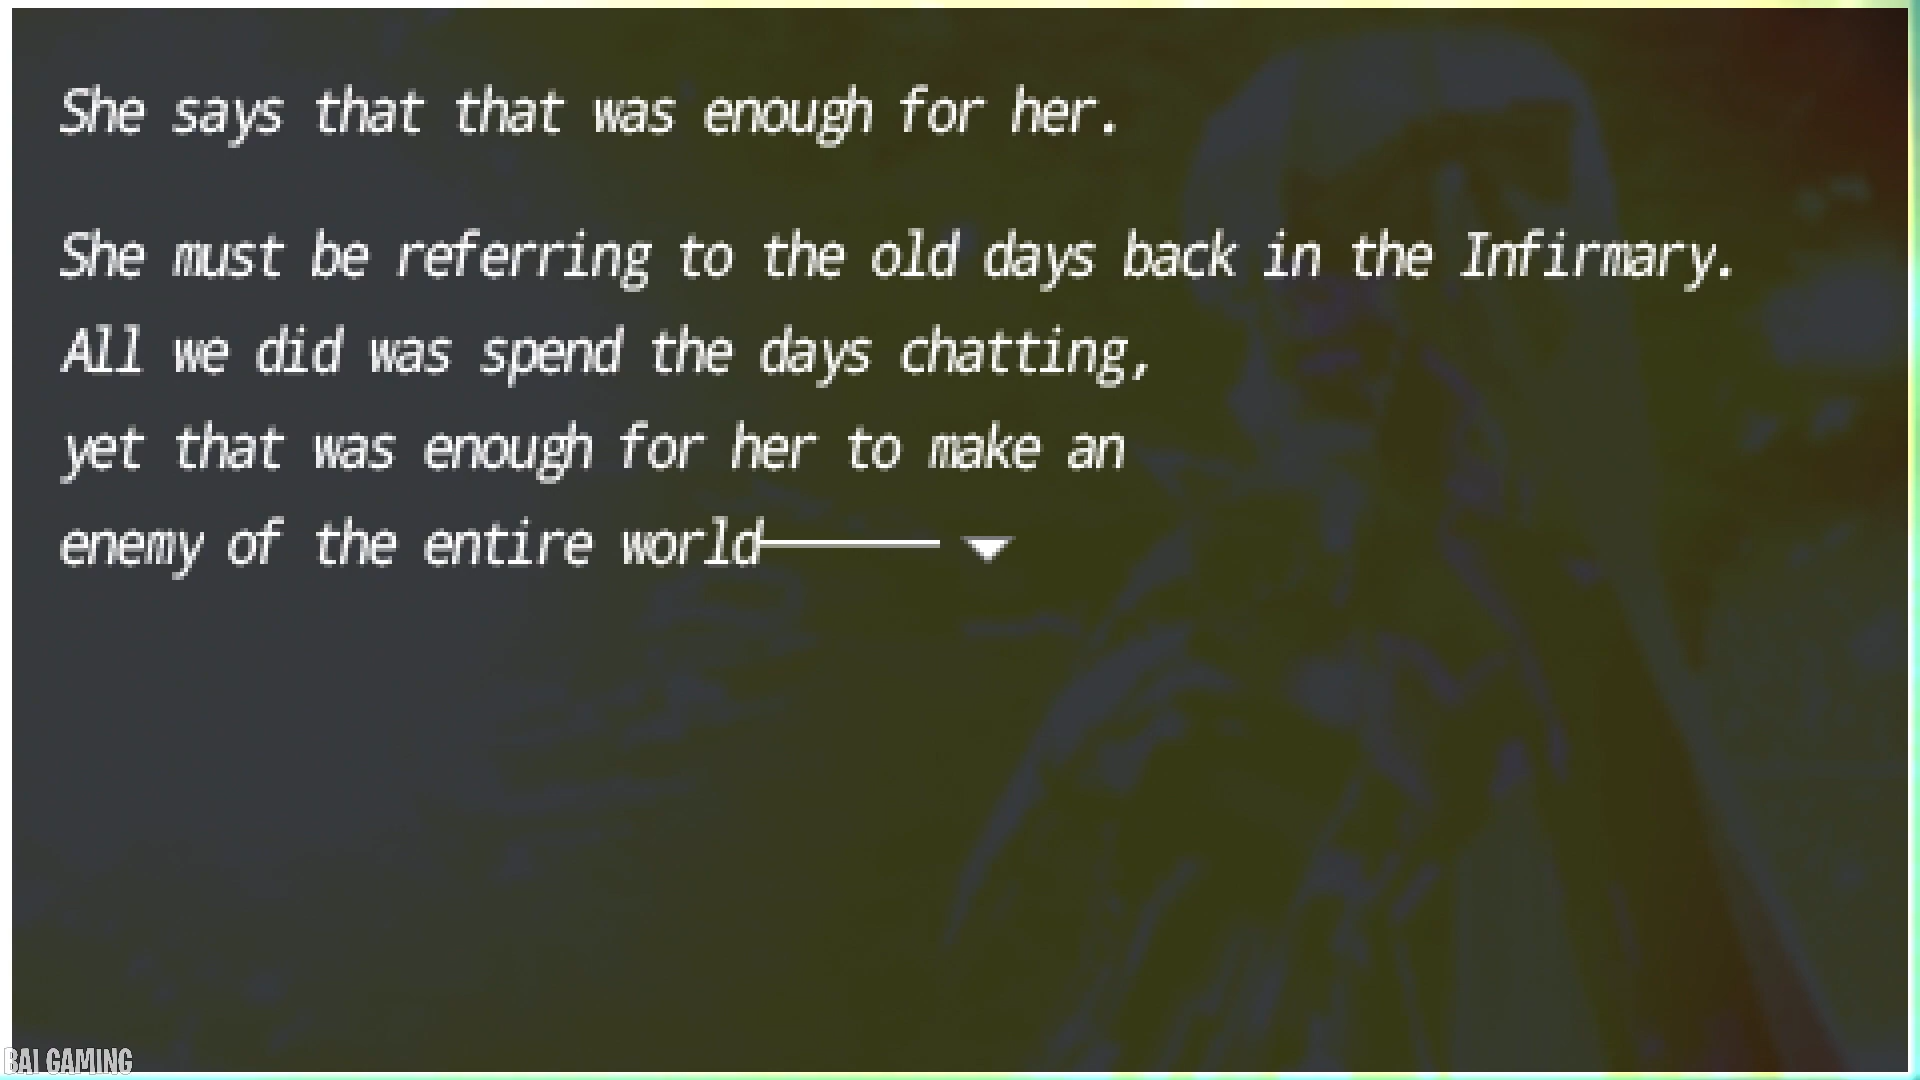 She says that that was enough for her.
She must be referring to the old days back in the Infirmary.
All we did was spend the days chatting,
yet that was enough for her to make an
enemy of the entire world———
BAI GAMING